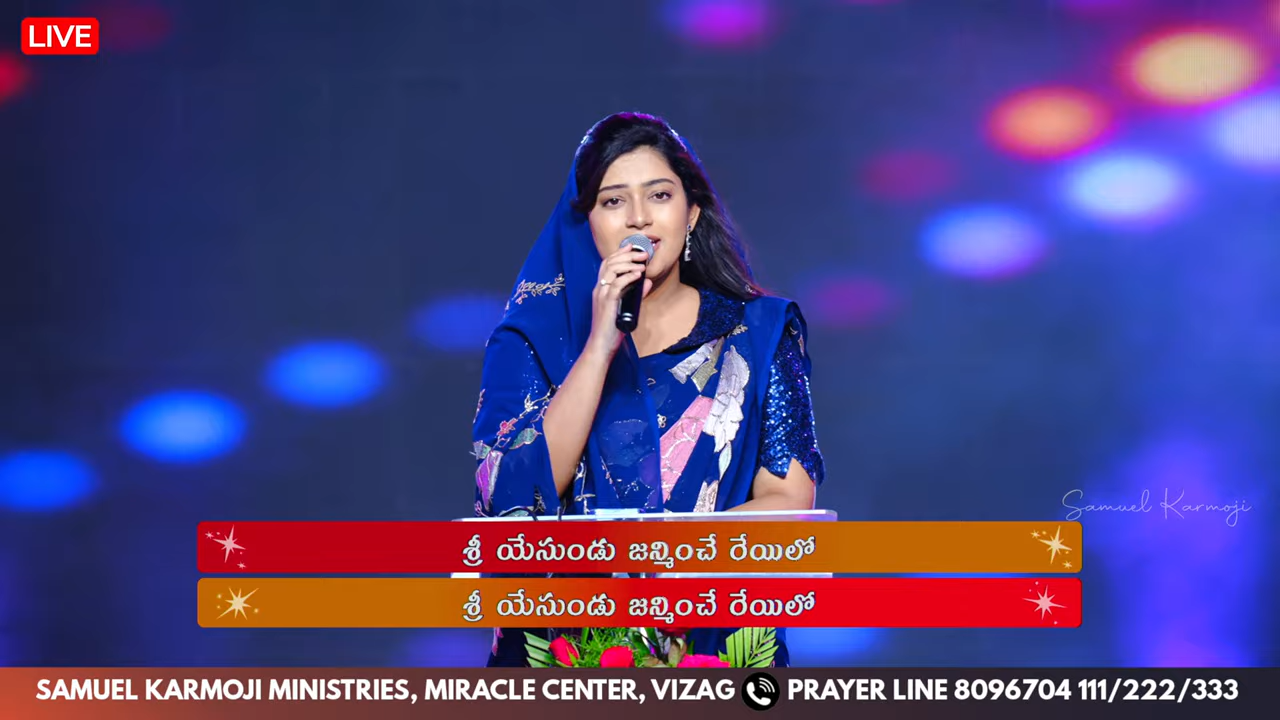 LIVE
Samuel Karmoji
శ్రీ యేసుండు జన్మించే రేయిలో
శ్రీ యేసుండు జన్మించే రేయిలో
SAMUEL KARMOJI MINISTRIES, MIRACLE CENTER, VIZAG PRAYER LINE 8096704 111/222/333